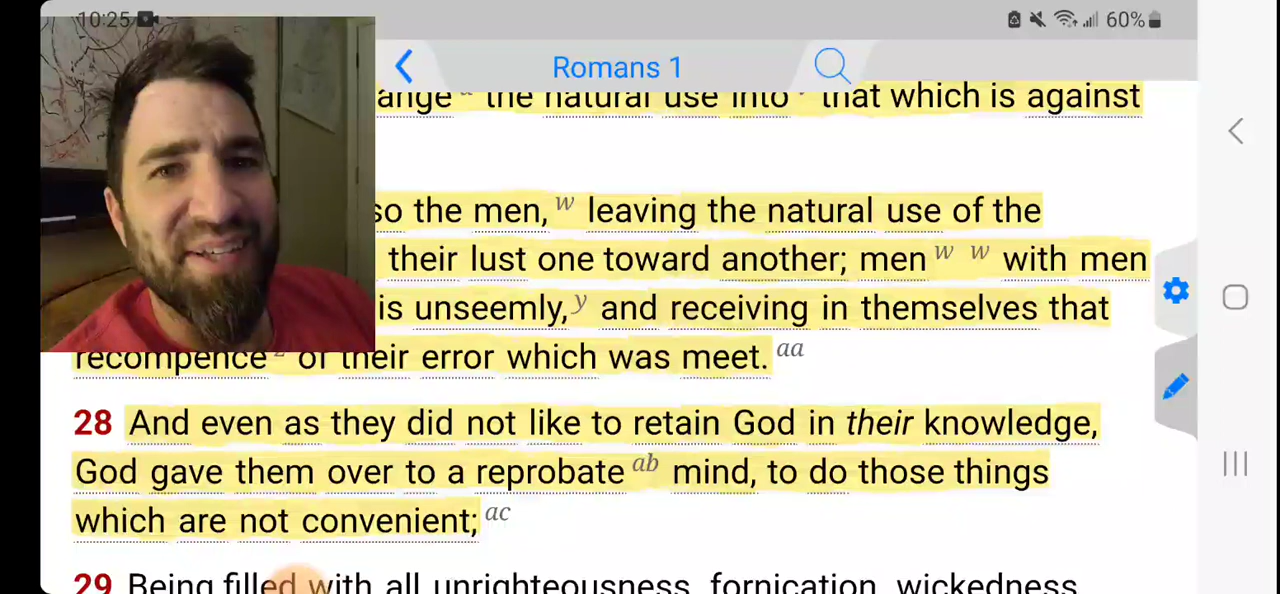 10:25
60%
Romans 1
ange the natural use into that which is against
so the men, w leaving the natural use of the
their lust one toward another; men w w with men
is unseemly, y and receiving in themselves that
recompence z of their error which was meet. aa
28 And even as they did not like to retain God in their knowledge,
God gave them over to a reprobate ab mind, to do those things
which are not convenient; ac
29 Being filled with all unrighteousness, fornication, wickedness